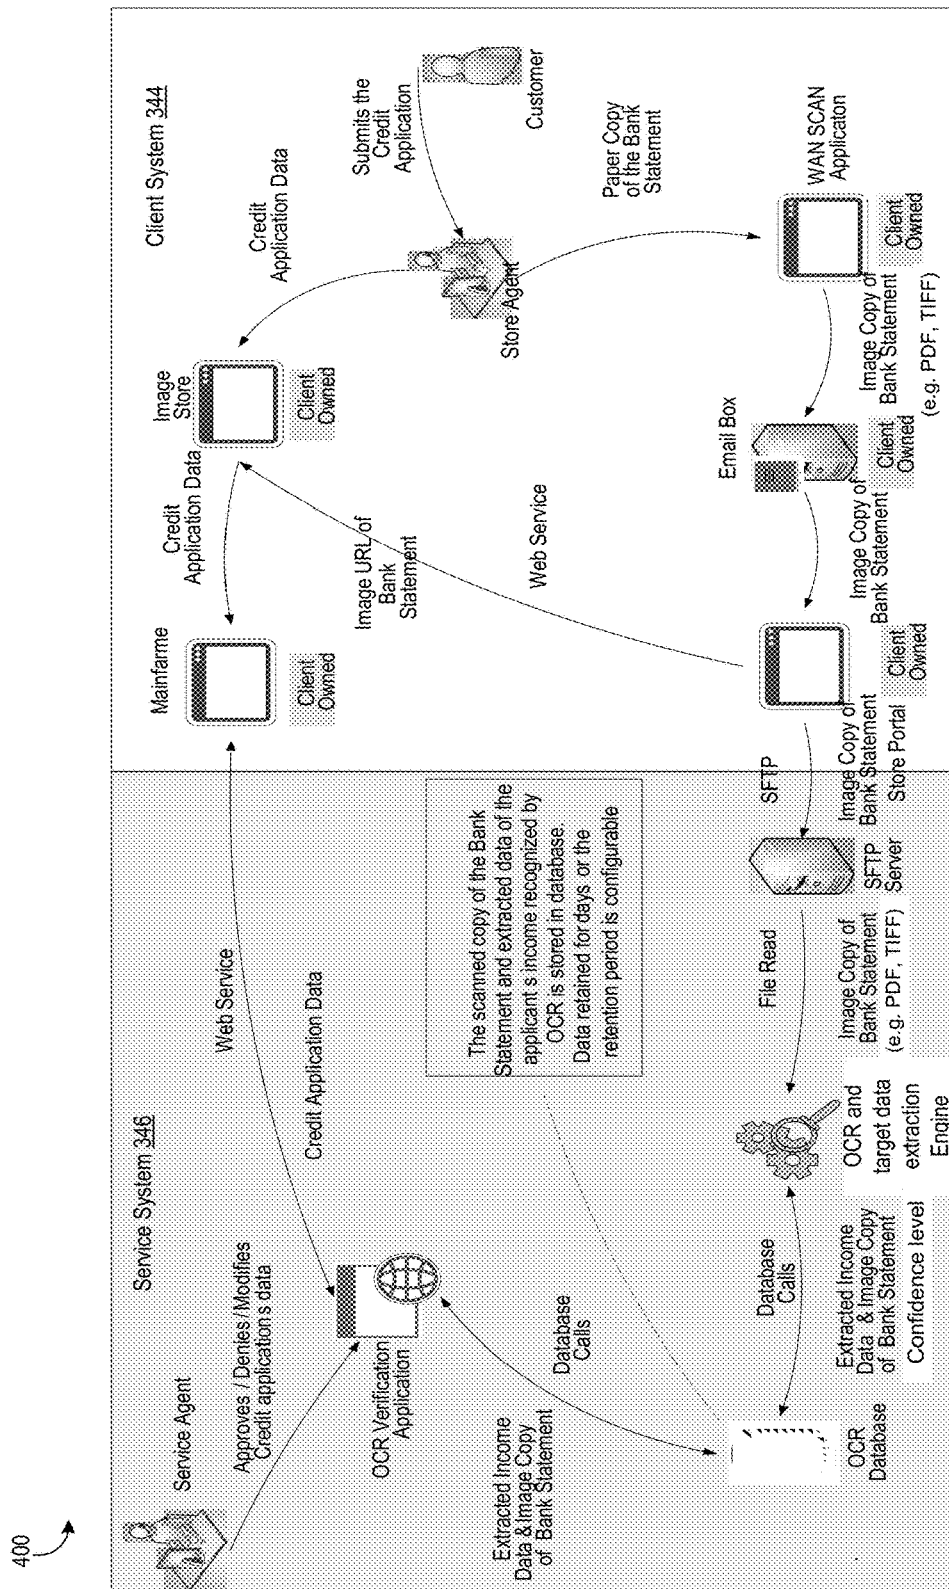 400
Service System 346
Client System 344
Service Agent
Approves / Denies / Modifies
Credit application s data
OCR Verification
Application
Web Service
Credit Application Data
Mainfarme
Client
Owned
Credit
Application Data
Image
Store
Client
Owned
Credit
Application Data
Submits the
Credit
Application
Customer
Store Agent
Paper Copy
of the Bank
Statement
Image URL of
Bank
Statement
Web Service
The scanned copy of the Bank
Statement and extracted data of the
applicant s income recognized by
OCR is stored in database.
Data retained for days or the
retention period is configurable
Extracted Income
Data & Image Copy
of Bank Statement
Database
Calls
OCR
Database
Database
Calls
Extracted Income
Data & Image Copy
of Bank Statement
Confidence level
OCR and
target data
extraction
Engine
File Read
Image Copy of
Bank Statement
(e.g. PDF, TIFF)
SFTP
Server
SFTP
Image Copy of
Bank Statement
Store Portal
Client
Owned
Image Copy of
Bank Statement
Email Box
Client
Owned
Image Copy of
Bank Statement
(e.g. PDF, TIFF)
WAN SCAN
Applicaton
Client
Owned